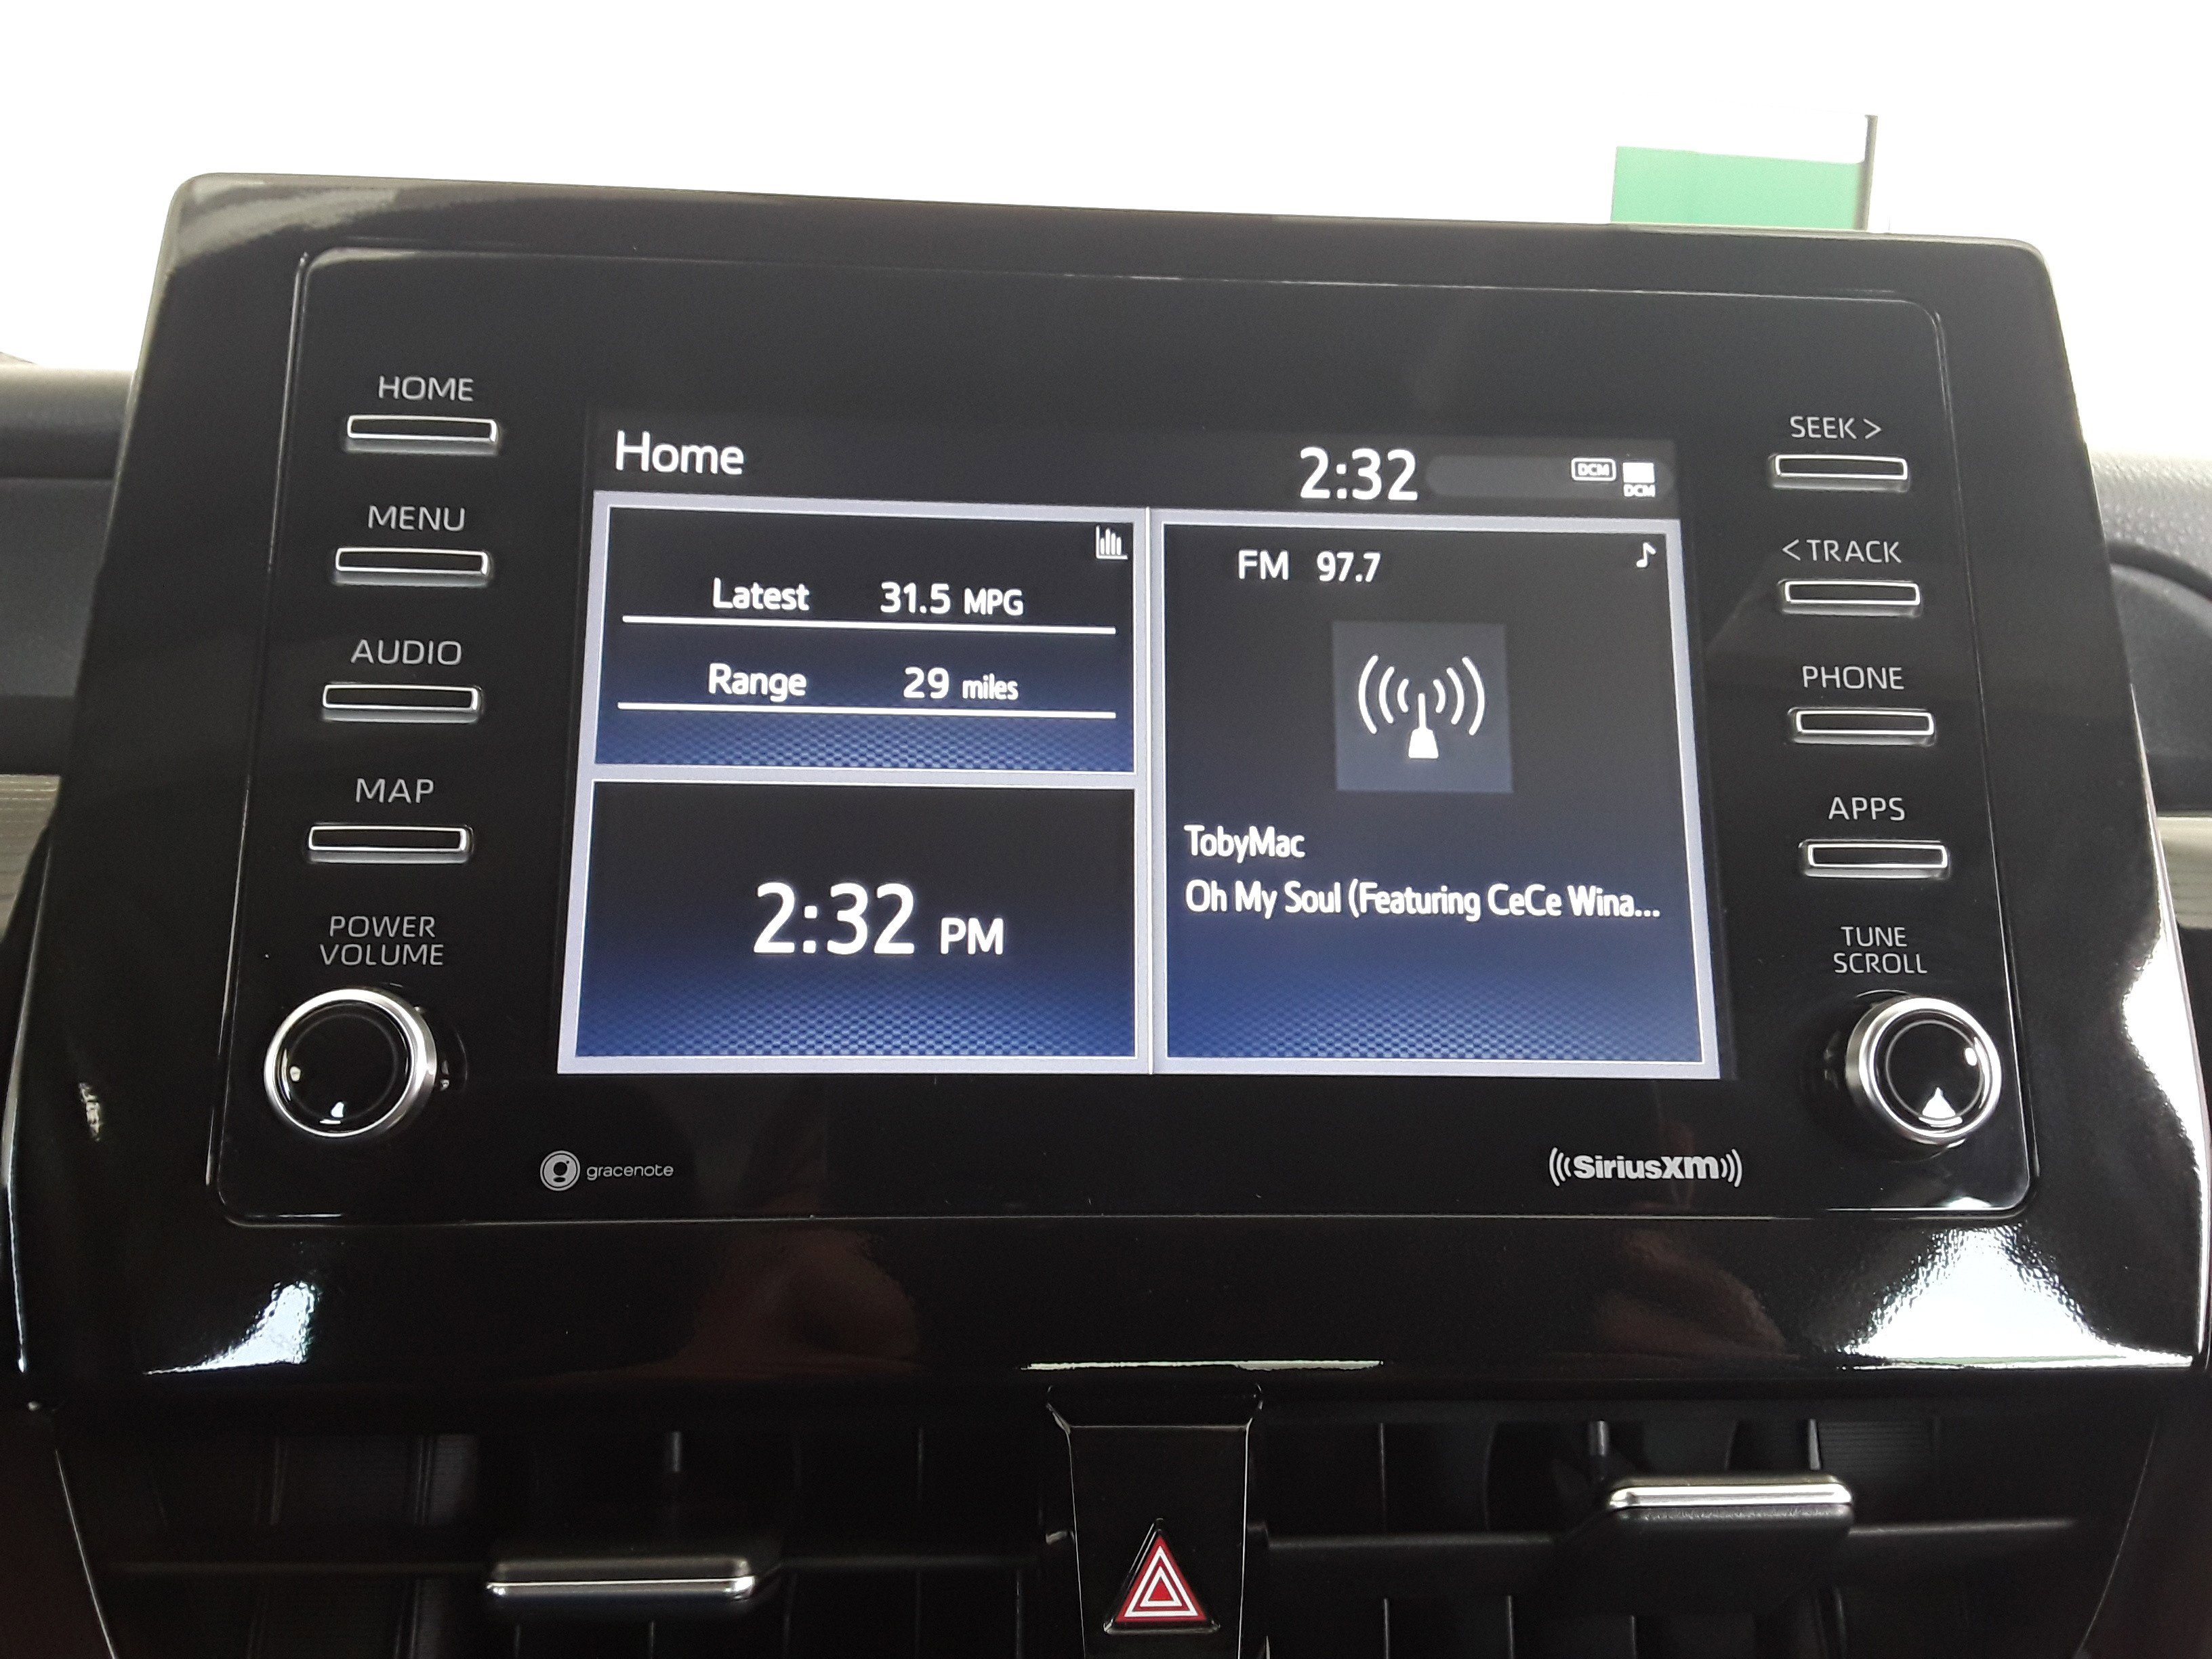 HOME
MENU
AUDIO
MAP
POWER
VOLUME
Home
2:32
DCM
DCM
Latest 31.5 MPG
Range 29 miles
2:32 PM
FM 97.7
TobyMac
Oh My Soul (Featuring CeCe Wina...
SEEK >
< TRACK
PHONE
APPS
TUNE
SCROLL
gracenote
((SiriusXM))